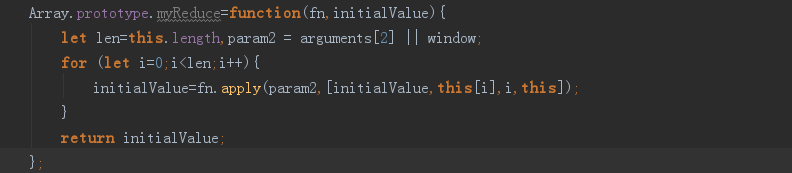 Array.prototype.myReduce=function(fn,initialValue){
let len=this.length,param2 = arguments[2] || window;
for (let i=0;i<len;i++){
initialValue=fn.apply(param2,[initialValue,this[i],i,this]);
}
return initialValue;
};